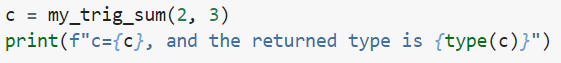 c = my_trig_sum(2, 3)
print(f"c={c}, and the returned type is {type(c)}")